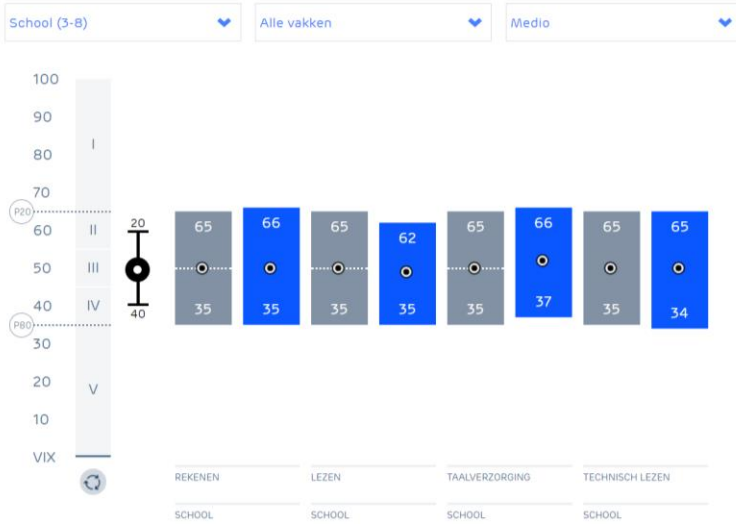 School (3-8) Alle vakken Medio
100
90
80 I
70
P20
60 II 20 65 66 65 62 65 66 65 65
50 III
40 IV 40 35 35 35 35 35 37 35 34
P80
30
20 V
10
VIX
REKENEN LEZEN TAALVERZORGING TECHNISCH LEZEN
SCHOOL SCHOOL SCHOOL SCHOOL